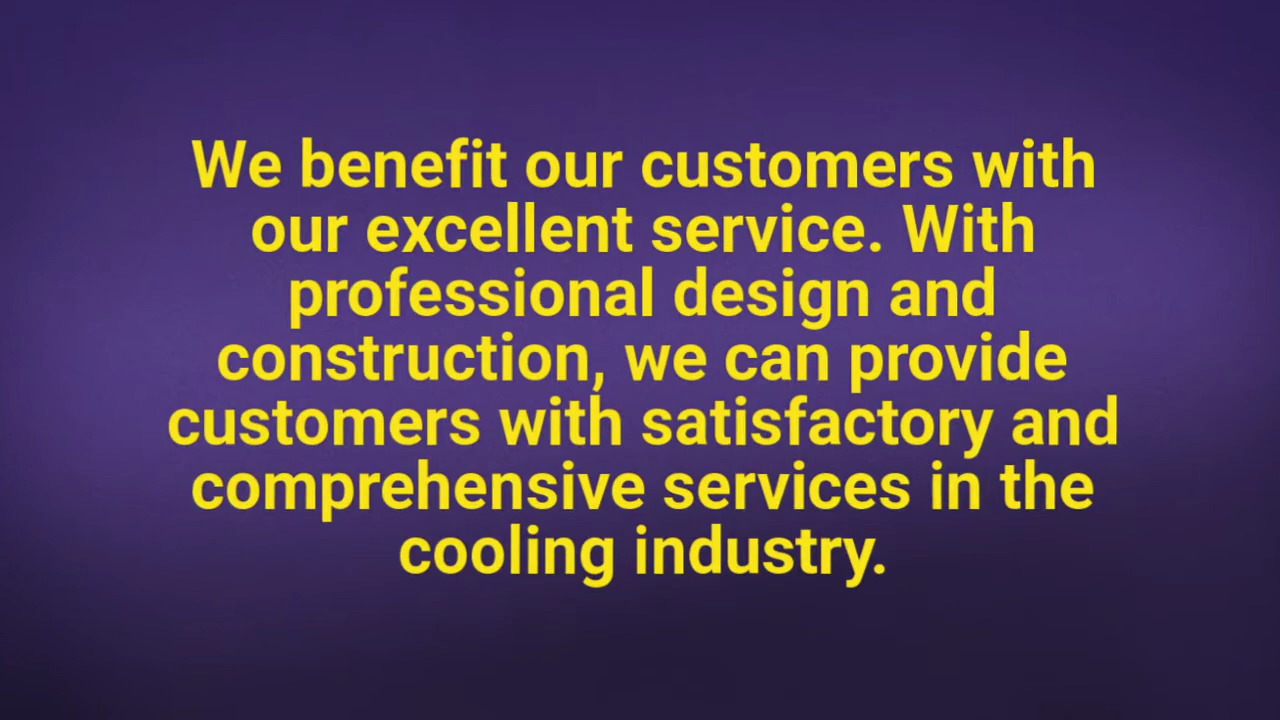 We benefit our customers with
our excellent service. With
professional design and
construction, we can provide
customers with satisfactory and
comprehensive services in the
cooling industry.